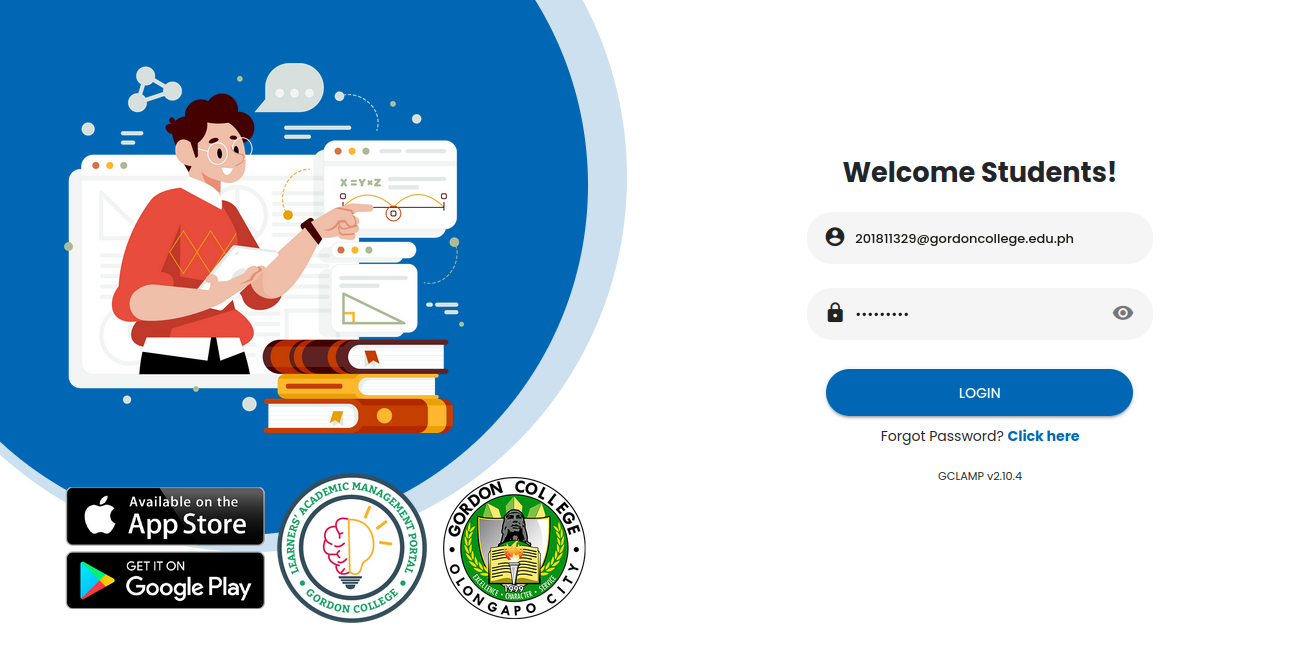 X = Y × Z
Available on the
App Store
GET IT ON
Google Play
LEARNERS' ACADEMIC MANAGEMENT PORTAL
• GORDON COLLEGE •
GORDON COLLEGE
• OLONGAPO CITY •
1999
EXCELLENCE • CHARACTER • SERVICE
Welcome Students!
201811329@gordoncollege.edu.ph
•••••••••
LOGIN
Forgot Password? Click here
GCLAMP v2.10.4